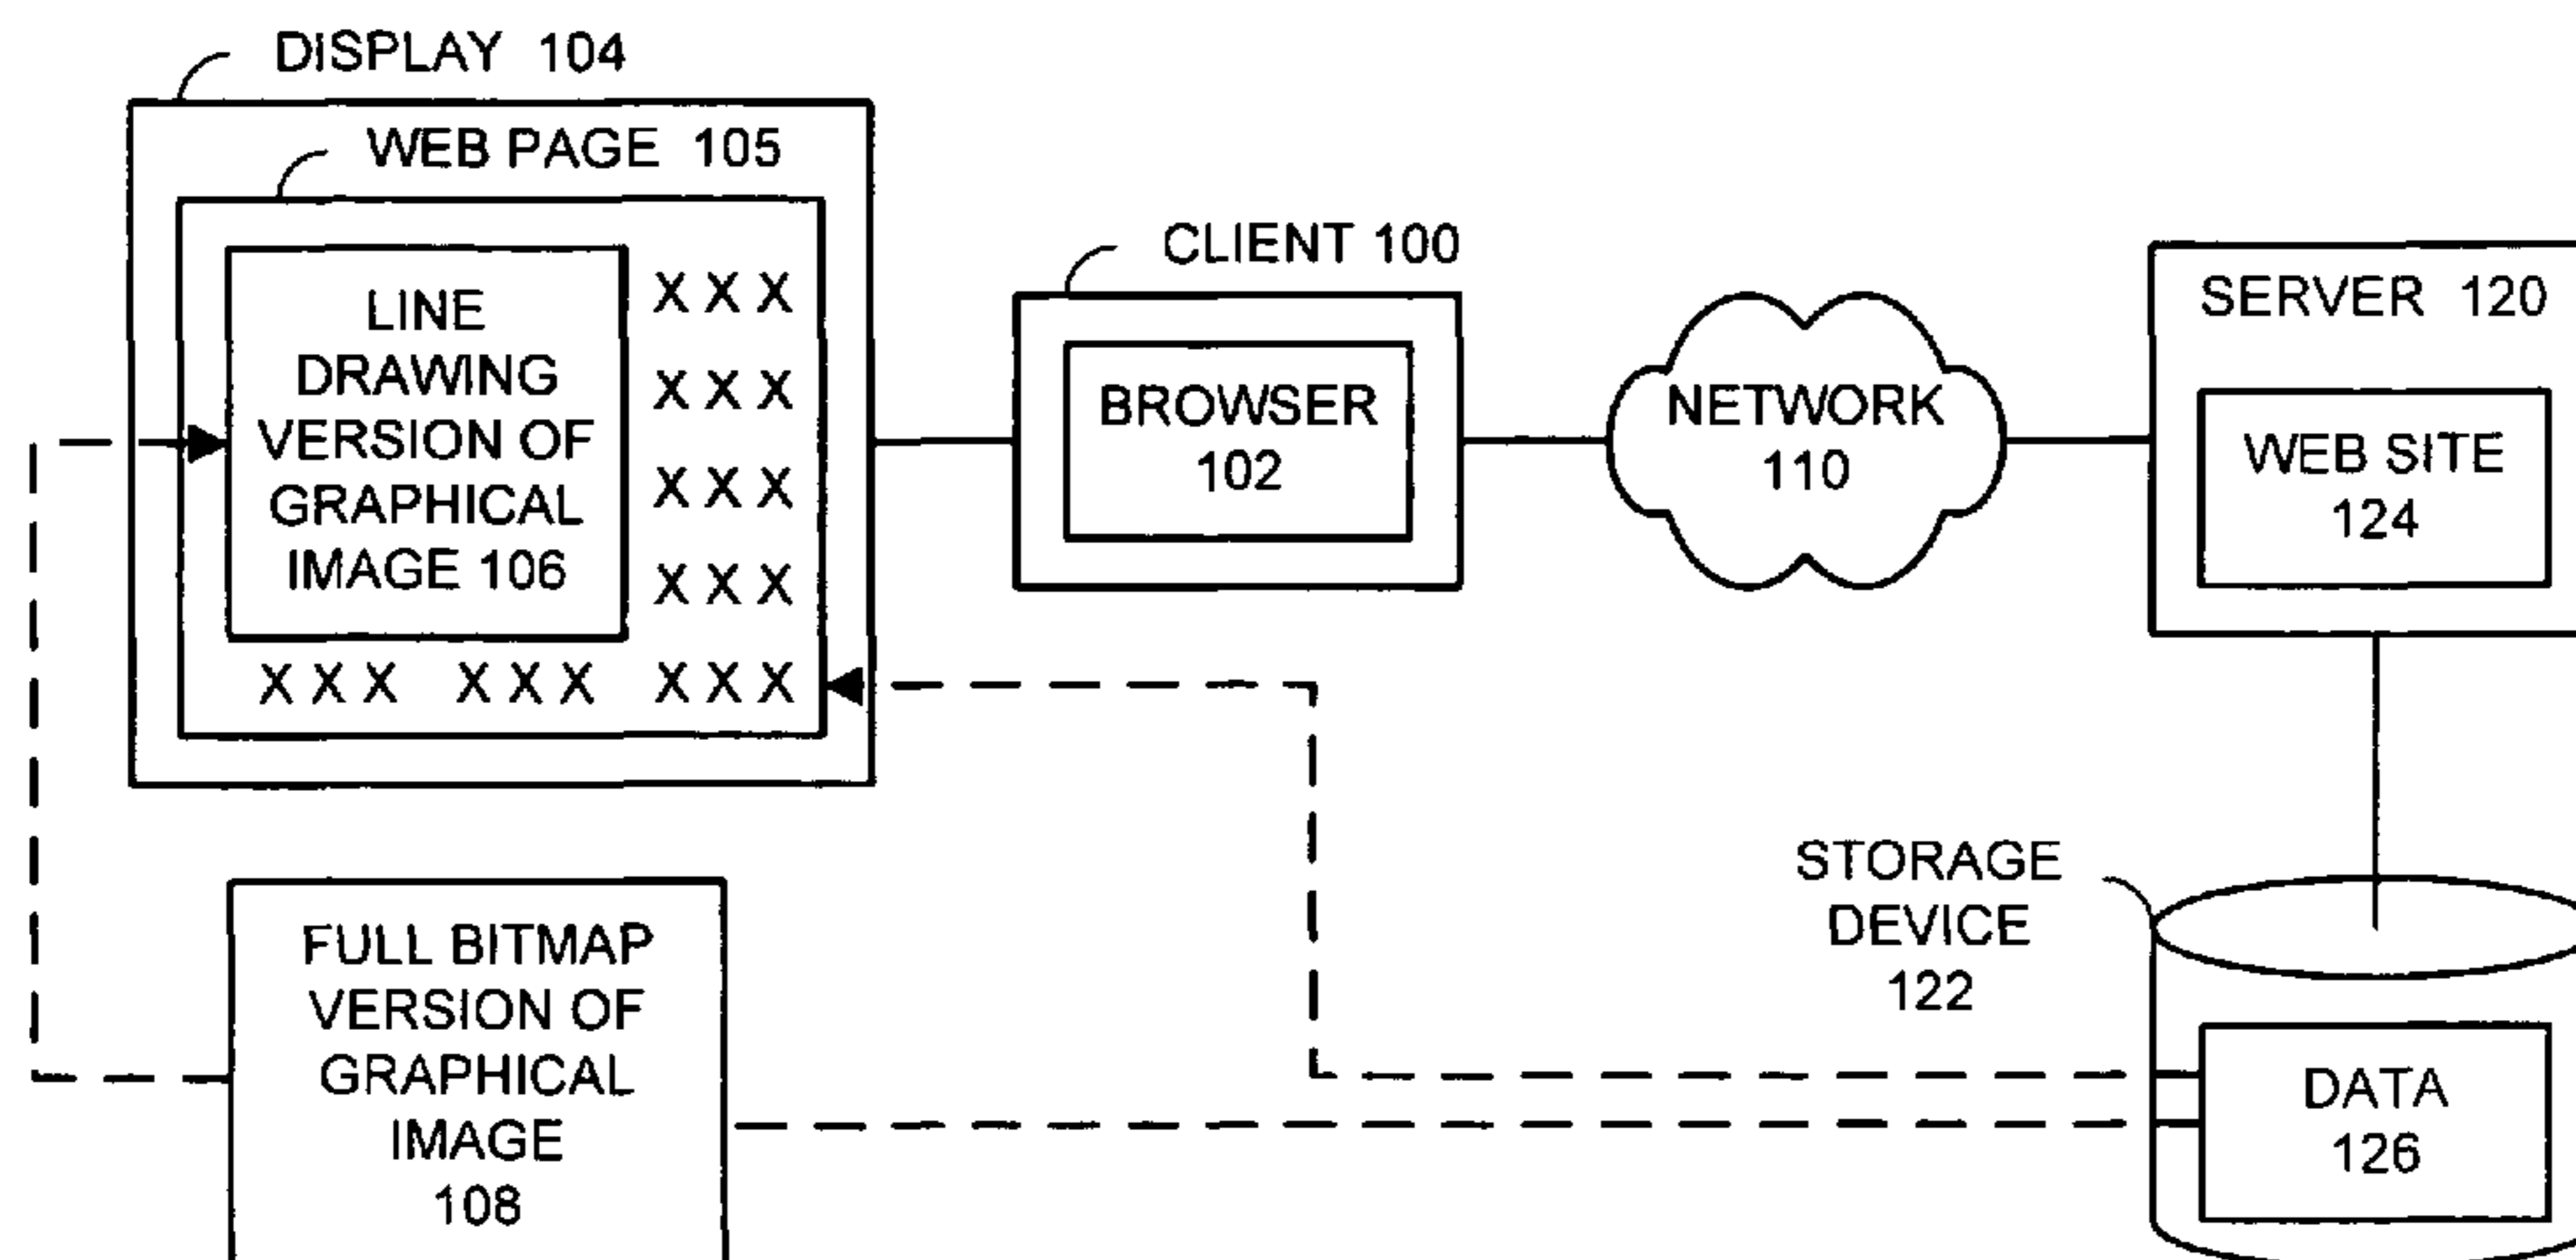 DISPLAY 104
WEB PAGE 105
LINE
DRAWING
VERSION OF
GRAPHICAL
IMAGE 106
X X X
X X X
X X X
X X X
X X X X X X X X X
CLIENT 100
BROWSER
102
NETWORK
110
SERVER 120
WEB SITE
124
STORAGE
DEVICE
122
DATA
126
FULL BITMAP
VERSION OF
GRAPHICAL
IMAGE
108